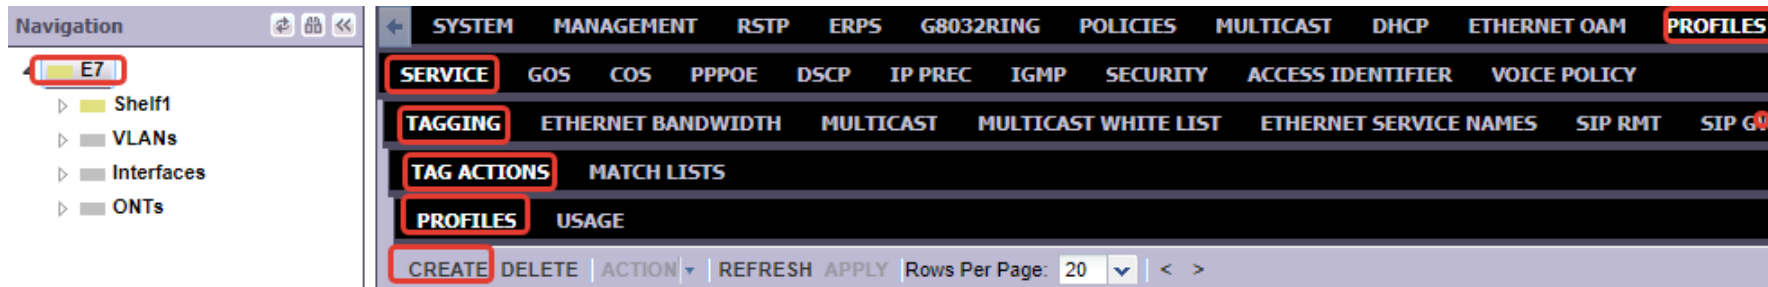 Navigation
E7
Shelf1
VLANs
Interfaces
ONTs
SYSTEM MANAGEMENT RSTP ERPS G8032RING POLICIES MULTICAST DHCP ETHERNET OAM PROFILES
SERVICE GOS COS PPPOE DSCP IP PREC IGMP SECURITY ACCESS IDENTIFIER VOICE POLICY
TAGGING ETHERNET BANDWIDTH MULTICAST MULTICAST WHITE LIST ETHERNET SERVICE NAMES SIP RMT SIP
TAG ACTIONS MATCH LISTS
PROFILES USAGE
CREATE DELETE ACTION REFRESH APPLY Rows Per Page: 20 < >